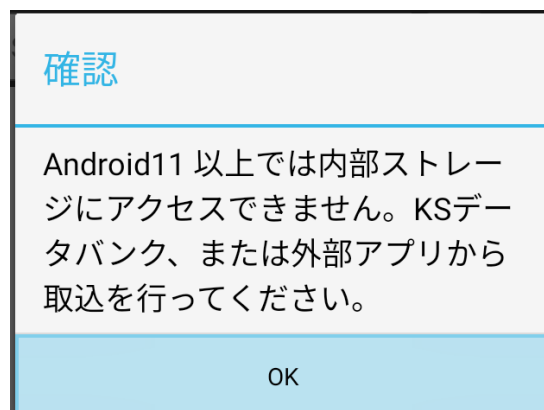 確認
Android11 以上では内部ストレー
ジにアクセスできません。KSデー
タバンク、または外部アプリから
取込を行ってください。
OK